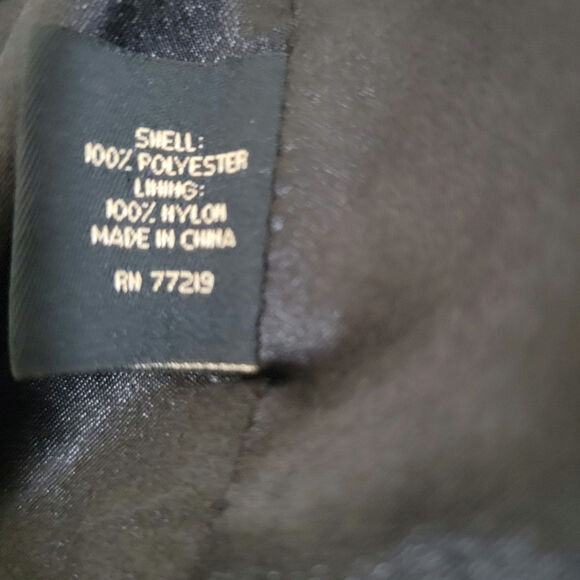 SHELL:
100% POLYESTER
LINING:
100% NYLON
MADE IN CHINA
RN 77219